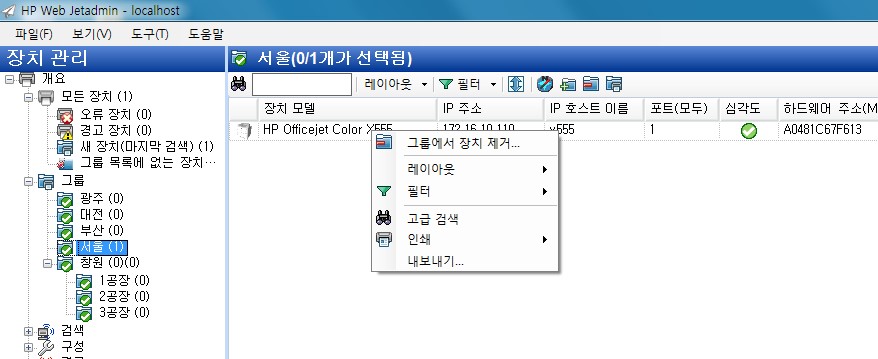 HP Web Jetadmin - localhost
파일(F) 보기(V) 도구(T) 도움말
장치 관리
서울(0/1개가 선택됨)
레이아웃 필터
장치 모델 IP 주소 IP 호스트 이름 포트(모두) 심각도 하드웨어 주소(M
HP Officejet Color X555 172.16.10.110 1 A0481C67F613
개요
모든 장치 (1)
오류 장치 (0)
경고 장치 (0)
새 장치(마지막 검색) (0)
그룹 목록에 없는 장치…
그룹
광주 (0)
대전 (0)
부산 (0)
서울 (1)
창원 (0)(0)
1공장 (0)
2공장 (0)
3공장 (0)
검색
구성
그룹에서 장치 제거...
레이아웃
필터
고급 검색
인쇄
내보내기...